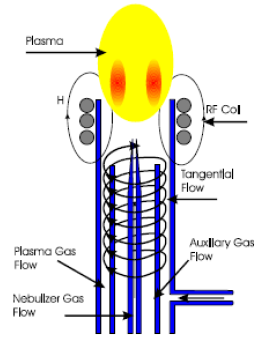 Plasma
H
RF Coil
Tangential
Flow
Plasma Gas
Flow
Auxilary Gas
Flow
Nebulizer Gas
Flow